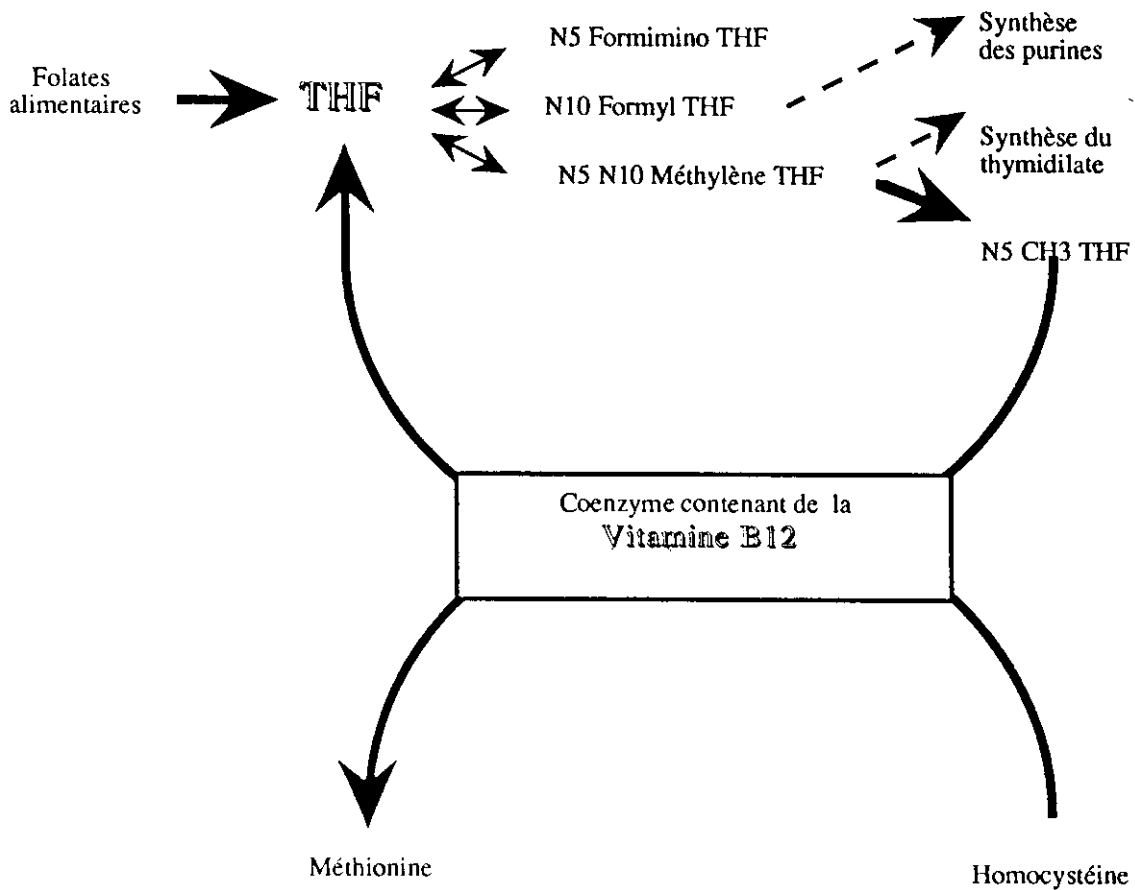 Folates
alimentaires
THF
N5 Formimino THF
N10 Formyl THF
N5 N10 Méthylène THF
Synthèse
des purines
Synthèse du
thymidilate
N5 CH3 THF
Coenzyme contenant de la
Vitamine B12
Méthionine
Homocystéine